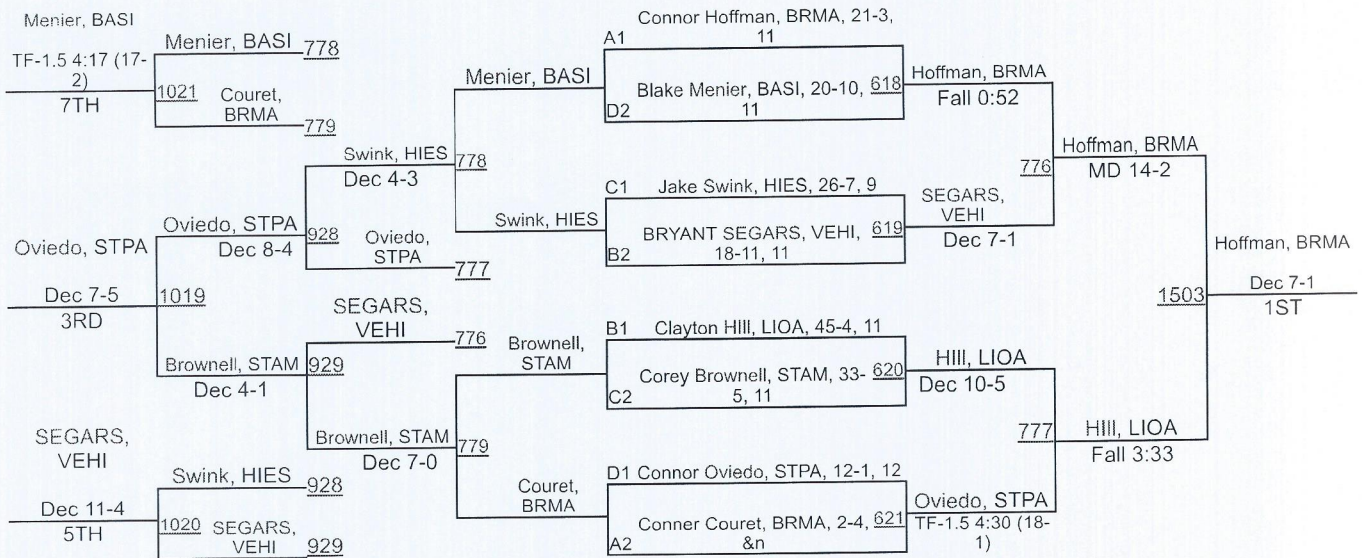 Menier, BASI
TF-1.5 4:17 (17-
2)
7TH
Menier, BASI
778
1021
Couret,
BRMA
779
Oviedo, STPA
Dec 7-5
3RD
Oviedo, STPA
Dec 8-4
1019
Brownell, STAM
Dec 4-1
SEGARS,
VEHI
Dec 11-4
5TH
Swink, HIES
928
1020
SEGARS,
VEHI
929
Swink, HIES
Dec 4-3
928
Oviedo,
STPA
777
SEGARS,
VEHI
776
929
Brownell, STAM
Dec 7-0
Menier, BASI
778
Swink, HIES
Brownell,
STAM
779
Couret,
BRMA
Connor Hoffman, BRMA, 21-3,
A1
11
Blake Menier, BASI, 20-10,
618
D2
11
C1
Jake Swink, HIES, 26-7, 9
BRYANT SEGARS, VEHI,
619
B2
18-11, 11
B1
Clayton Hill, LIOA, 45-4, 11
Corey Brownell, STAM, 33-
620
C2
5, 11
D1
Connor Oviedo, STPA, 12-1, 12
Conner Couret, BRMA, 2-4,
621
A2
&n
Hoffman, BRMA
Fall 0:52
776
SEGARS,
VEHI
Dec 7-1
Hill, LIOA
Dec 10-5
777
Oviedo, STPA
TF-1.5 4:30 (18-
1)
Hoffman, BRMA
MD 14-2
Hill, LIOA
Fall 3:33
1503
Hoffman, BRMA
Dec 7-1
1ST